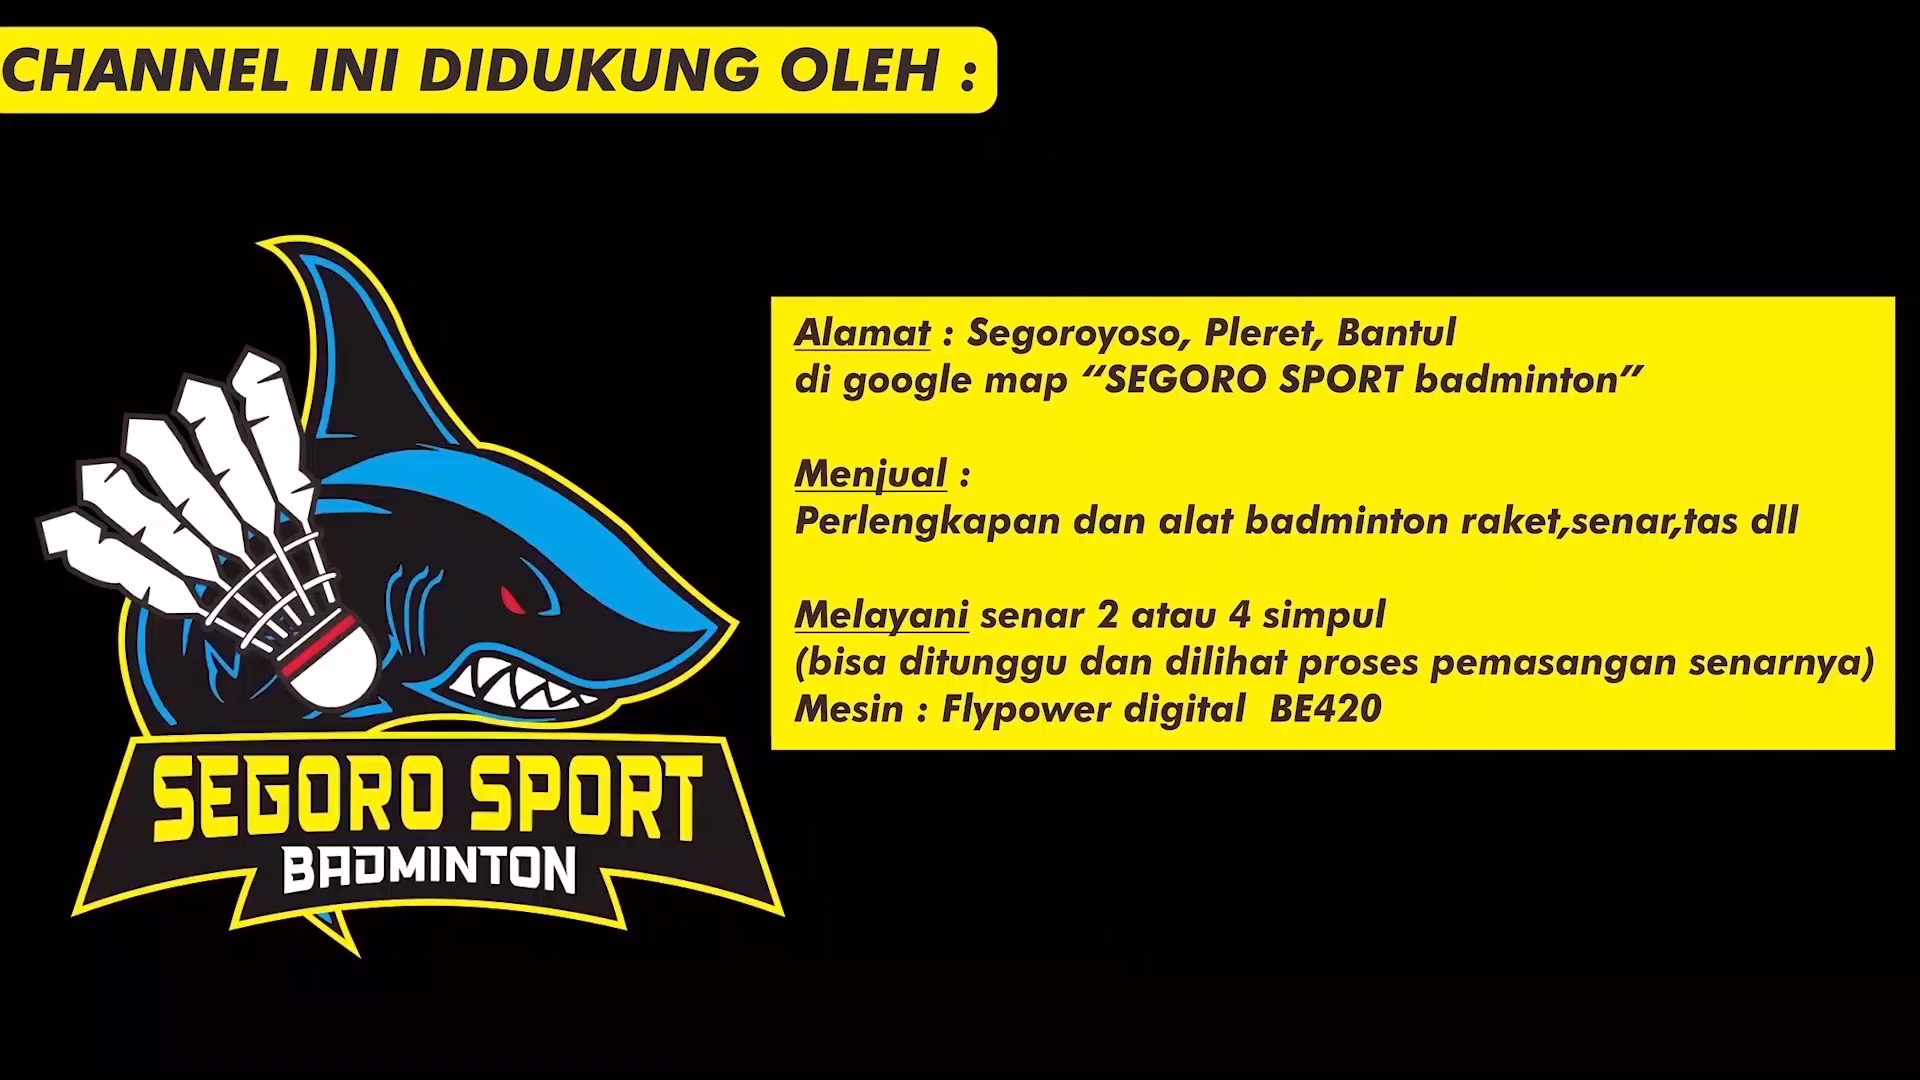 CHANNEL INI DIDUKUNG OLEH :
SEGORO SPORT
BADMINTON
Alamat : Segoroyoso, Pleret, Bantul
di google map “SEGORO SPORT badminton”
Menjual :
Perlengkapan dan alat badminton raket,senar,tas dll
Melayani senar 2 atau 4 simpul
(bisa ditunggu dan dilihat proses pemasangan senarnya)
Mesin : Flypower digital  BE420